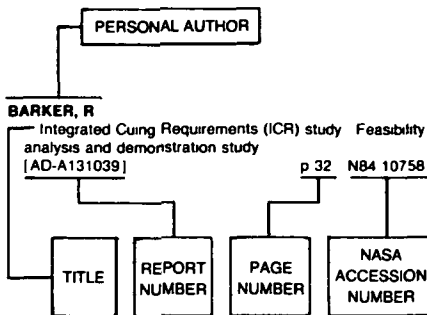 PERSONAL AUTHOR
BARKER, R
Integrated Cuing Requirements (ICR) study Feasibility
analysis and demonstration study
[AD-A131039] p 32 N84 10758
TITLE
REPORT
NUMBER
PAGE
NUMBER
NASA
ACCESSION
NUMBER